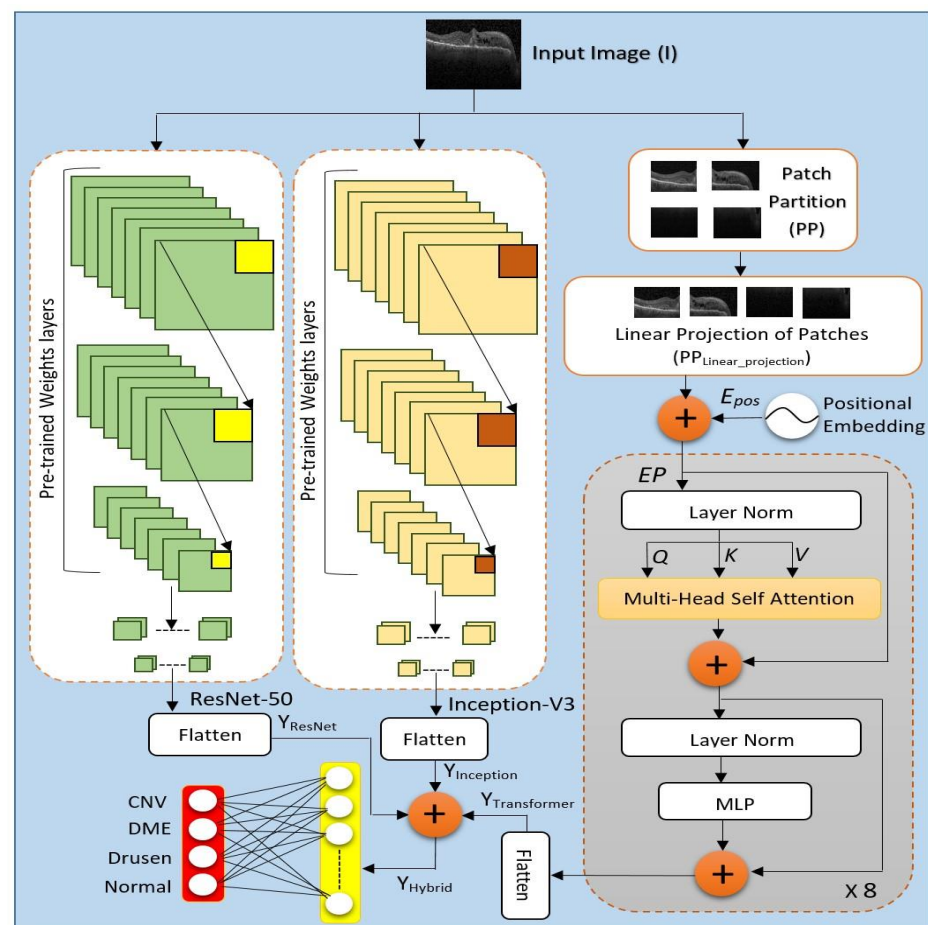 Input Image (I)
Pre-trained Weights layers
Pre-trained Weights layers
Patch
Partition
(PP)
Linear Projection of Patches
(PPLinear_projection)
+
Epos
Positional
Embedding
EP
Layer Norm
Q K V
Multi-Head Self Attention
+
Layer Norm
MLP
+
X 8
ResNet-50
Flatten
YResNet
Inception-V3
Flatten
YInception
YTransformer
+
Flatten
YHybrid
CNV
DME
Drusen
Normal